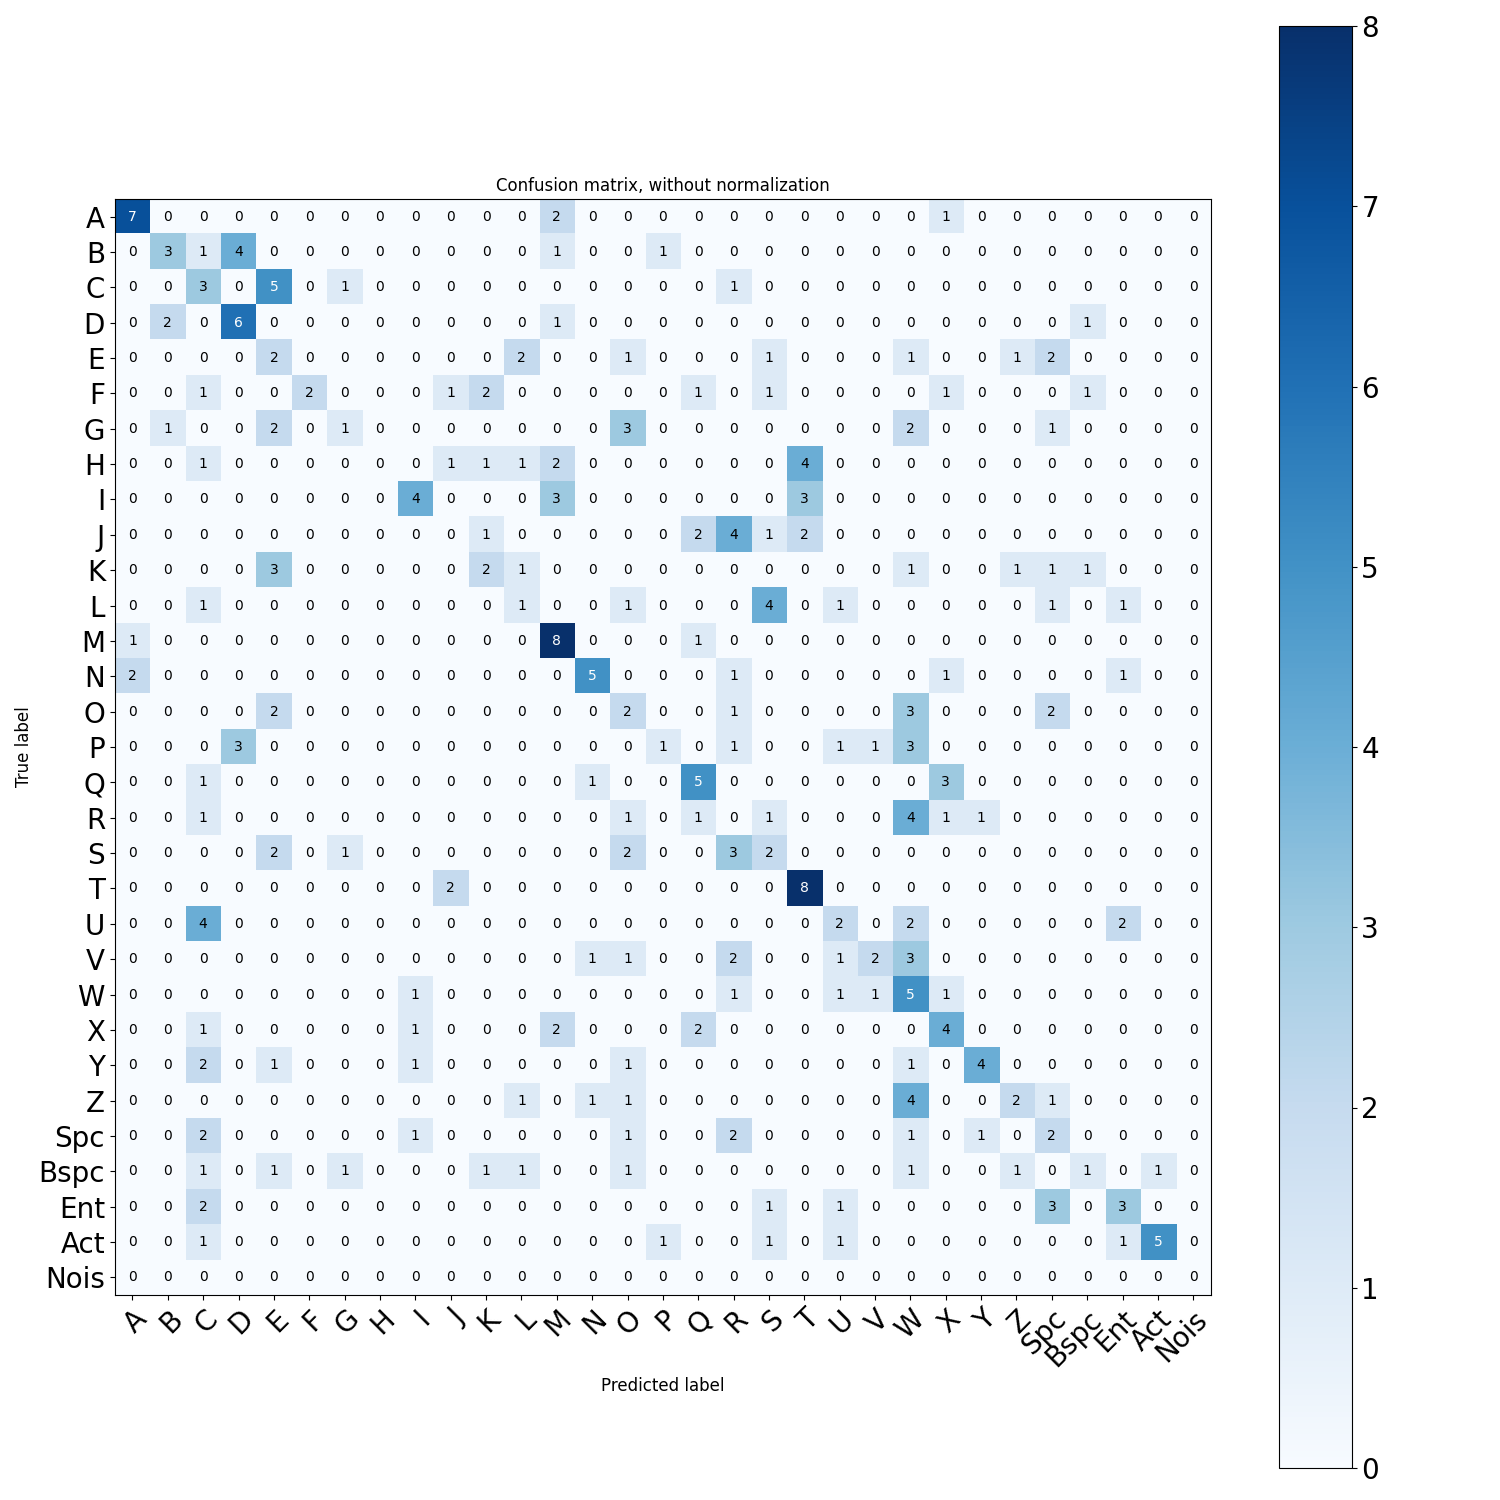 Confusion matrix, without normalization
A 7 0 0 0 0 0 0 0 0 0 0 0 2 0 0 0 0 0 0 0 0 0 0 1 0 0 0 0 0 0 0
B 0 3 1 4 0 0 0 0 0 0 0 0 1 0 0 1 0 0 0 0 0 0 0 0 0 0 0 0 0 0 0
C 0 0 3 0 5 0 1 0 0 0 0 0 0 0 0 0 0 1 0 0 0 0 0 0 0 0 0 0 0 0 0
D 0 2 0 6 0 0 0 0 0 0 0 0 1 0 0 0 0 0 0 0 0 0 0 0 0 0 0 1 0 0 0
E 0 0 0 0 2 0 0 0 0 0 0 2 0 0 1 0 0 0 1 0 0 0 1 0 0 1 2 0 0 0 0
F 0 0 1 0 0 2 0 0 0 1 2 0 0 0 0 0 1 0 1 0 0 0 0 1 0 0 0 1 0 0 0
G 0 1 0 0 2 0 1 0 0 0 0 0 0 0 3 0 0 0 0 0 0 0 2 0 0 0 1 0 0 0 0
H 0 0 1 0 0 0 0 0 0 1 1 1 2 0 0 0 0 0 0 4 0 0 0 0 0 0 0 0 0 0 0
I 0 0 0 0 0 0 0 0 4 0 0 0 3 0 0 0 0 0 0 3 0 0 0 0 0 0 0 0 0 0 0
J 0 0 0 0 0 0 0 0 0 0 1 0 0 0 0 0 2 4 1 2 0 0 0 0 0 0 0 0 0 0 0
K 0 0 0 0 3 0 0 0 0 0 2 1 0 0 0 0 0 0 0 0 0 0 1 0 0 1 1 1 0 0 0
L 0 0 1 0 0 0 0 0 0 0 0 1 0 0 1 0 0 0 4 0 1 0 0 0 0 0 1 0 1 0 0
M 1 0 0 0 0 0 0 0 0 0 0 0 8 0 0 0 1 0 0 0 0 0 0 0 0 0 0 0 0 0 0
N 2 0 0 0 0 0 0 0 0 0 0 0 0 5 0 0 0 1 0 0 0 0 0 1 0 0 0 0 1 0 0
O 0 0 0 0 2 0 0 0 0 0 0 0 0 0 2 0 0 1 0 0 0 0 3 0 0 0 2 0 0 0 0
P 0 0 0 3 0 0 0 0 0 0 0 0 0 0 0 1 0 1 0 0 1 1 3 0 0 0 0 0 0 0 0
Q 0 0 1 0 0 0 0 0 0 0 0 0 0 1 0 0 5 0 0 0 0 0 0 3 0 0 0 0 0 0 0
R 0 0 1 0 0 0 0 0 0 0 0 0 0 0 1 0 1 0 1 0 0 0 4 1 1 0 0 0 0 0 0
S 0 0 0 0 2 0 1 0 0 0 0 0 0 0 2 0 0 3 2 0 0 0 0 0 0 0 0 0 0 0 0
T 0 0 0 0 0 0 0 0 0 2 0 0 0 0 0 0 0 0 0 8 0 0 0 0 0 0 0 0 0 0 0
U 0 0 4 0 0 0 0 0 0 0 0 0 0 0 0 0 0 0 0 0 2 0 2 0 0 0 0 0 2 0 0
V 0 0 0 0 0 0 0 0 0 0 0 0 0 1 1 0 0 2 0 0 1 2 3 0 0 0 0 0 0 0 0
W 0 0 0 0 0 0 0 0 1 0 0 0 0 0 0 0 0 1 0 0 1 1 5 1 0 0 0 0 0 0 0
X 0 0 1 0 0 0 0 0 1 0 0 0 2 0 0 0 2 0 0 0 0 0 0 4 0 0 0 0 0 0 0
Y 0 0 2 0 1 0 0 0 1 0 0 0 0 0 1 0 0 0 0 0 0 0 1 0 4 0 0 0 0 0 0
Z 0 0 0 0 0 0 0 0 0 0 0 1 0 1 1 0 0 0 0 0 0 0 4 0 0 2 1 0 0 0 0
Spc 0 0 2 0 0 0 0 0 1 0 0 0 0 0 1 0 0 2 0 0 0 0 1 0 1 0 2 0 0 0 0
Bspc 0 0 1 0 1 0 1 0 0 0 1 1 0 0 1 0 0 0 0 0 0 0 1 0 0 1 0 1 0 1 0
Ent 0 0 2 0 0 0 0 0 0 0 0 0 0 0 0 0 0 0 1 0 1 0 0 0 0 0 3 0 3 0 0
Act 0 0 1 0 0 0 0 0 0 0 0 0 0 0 0 1 0 0 1 0 1 0 0 0 0 0 0 0 1 5 0
Nois 0 0 0 0 0 0 0 0 0 0 0 0 0 0 0 0 0 0 0 0 0 0 0 0 0 0 0 0 0 0 0
A B C D E F G H I J K L M N O P Q R S T U V W X Y Z Spc Bspc Ent Act Nois
Predicted label
True label
8
7
6
5
4
3
2
1
0